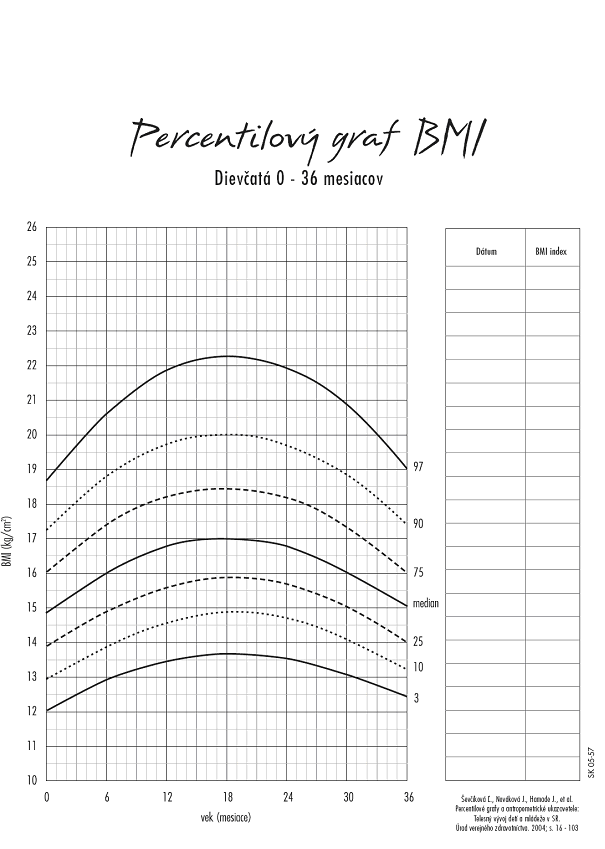 Percentilový graf BMI
Dievčatá 0 - 36 mesiacov
26
25
24
23
22
21
20
19
18
17
16
15
14
13
12
11
10
BMI (kg/cm²)
97
90
75
median
25
10
3
0 6 12 18 24 30 36
vek (mesiace)
Dátum BMI index
SK 05-57
Ševčíková Ľ., Nováková J., Hamade J., et al.
Percentilové grafy a antropometrické ukazovatele:
Telesný vývoj detí a mládeže v SR.
Úrad verejného zdravotníctva. 2004; s. 16 - 103